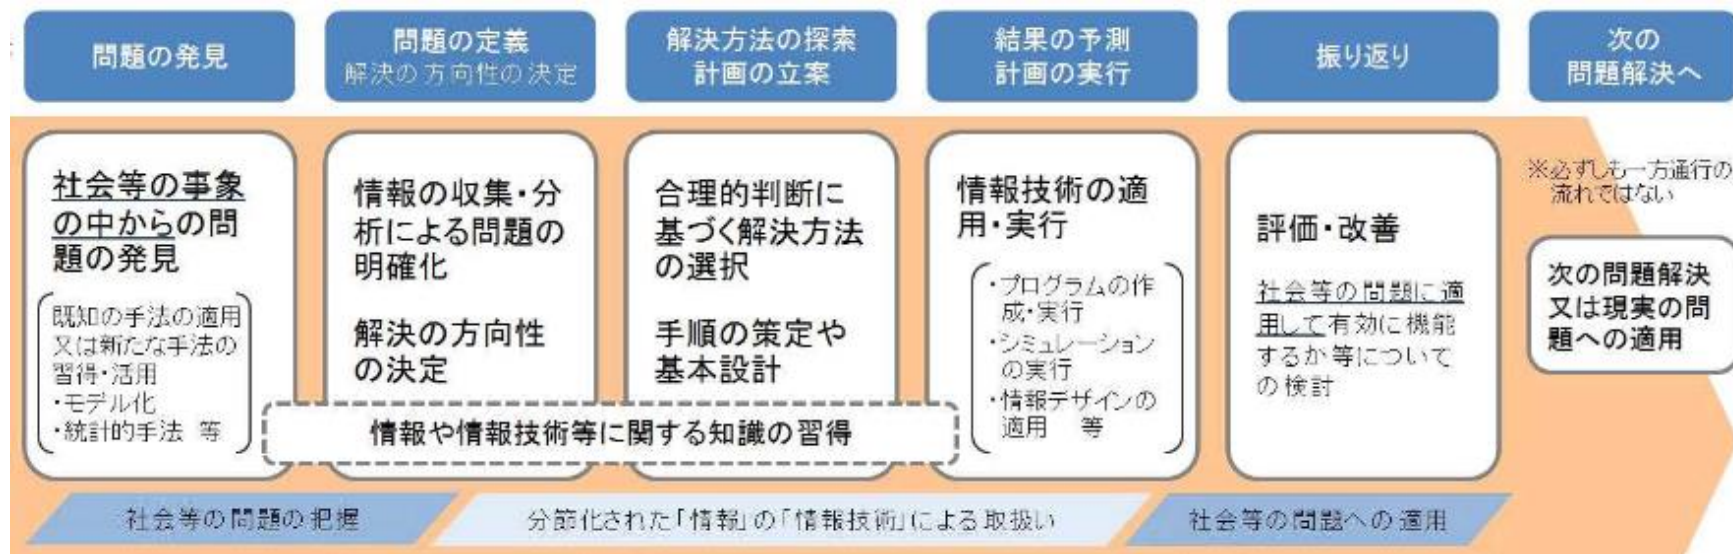 問題の発見
問題の定義
解決の方向性の決定
解決方法の探索
計画の立案
結果の予測
計画の実行
振り返り
次の
問題解決へ
社会等の事象
の中からの問
題の発見
既知の手法の適用
又は新たな手法の
習得・活用
・モデル化
・統計的手法 等
情報の収集・分
析による問題の
明確化
解決の方向性
の決定
合理的判断に
基づく解決方法
の選択
手順の策定や
基本設計
情報や情報技術等に関する知識の習得
情報技術の適
用・実行
・プログラムの作
成・実行
・シミュレーション
の実行
・情報デザインの
適用 等
評価・改善
社会等の問題に適
用して有効に機能
するか等について
の検討
※必ずしも一方通行の
流れではない
次の問題解決
又は現実の問
題への適用
社会等の問題の把握
分節化された「情報」の「情報技術」による取扱い
社会等の問題への適用